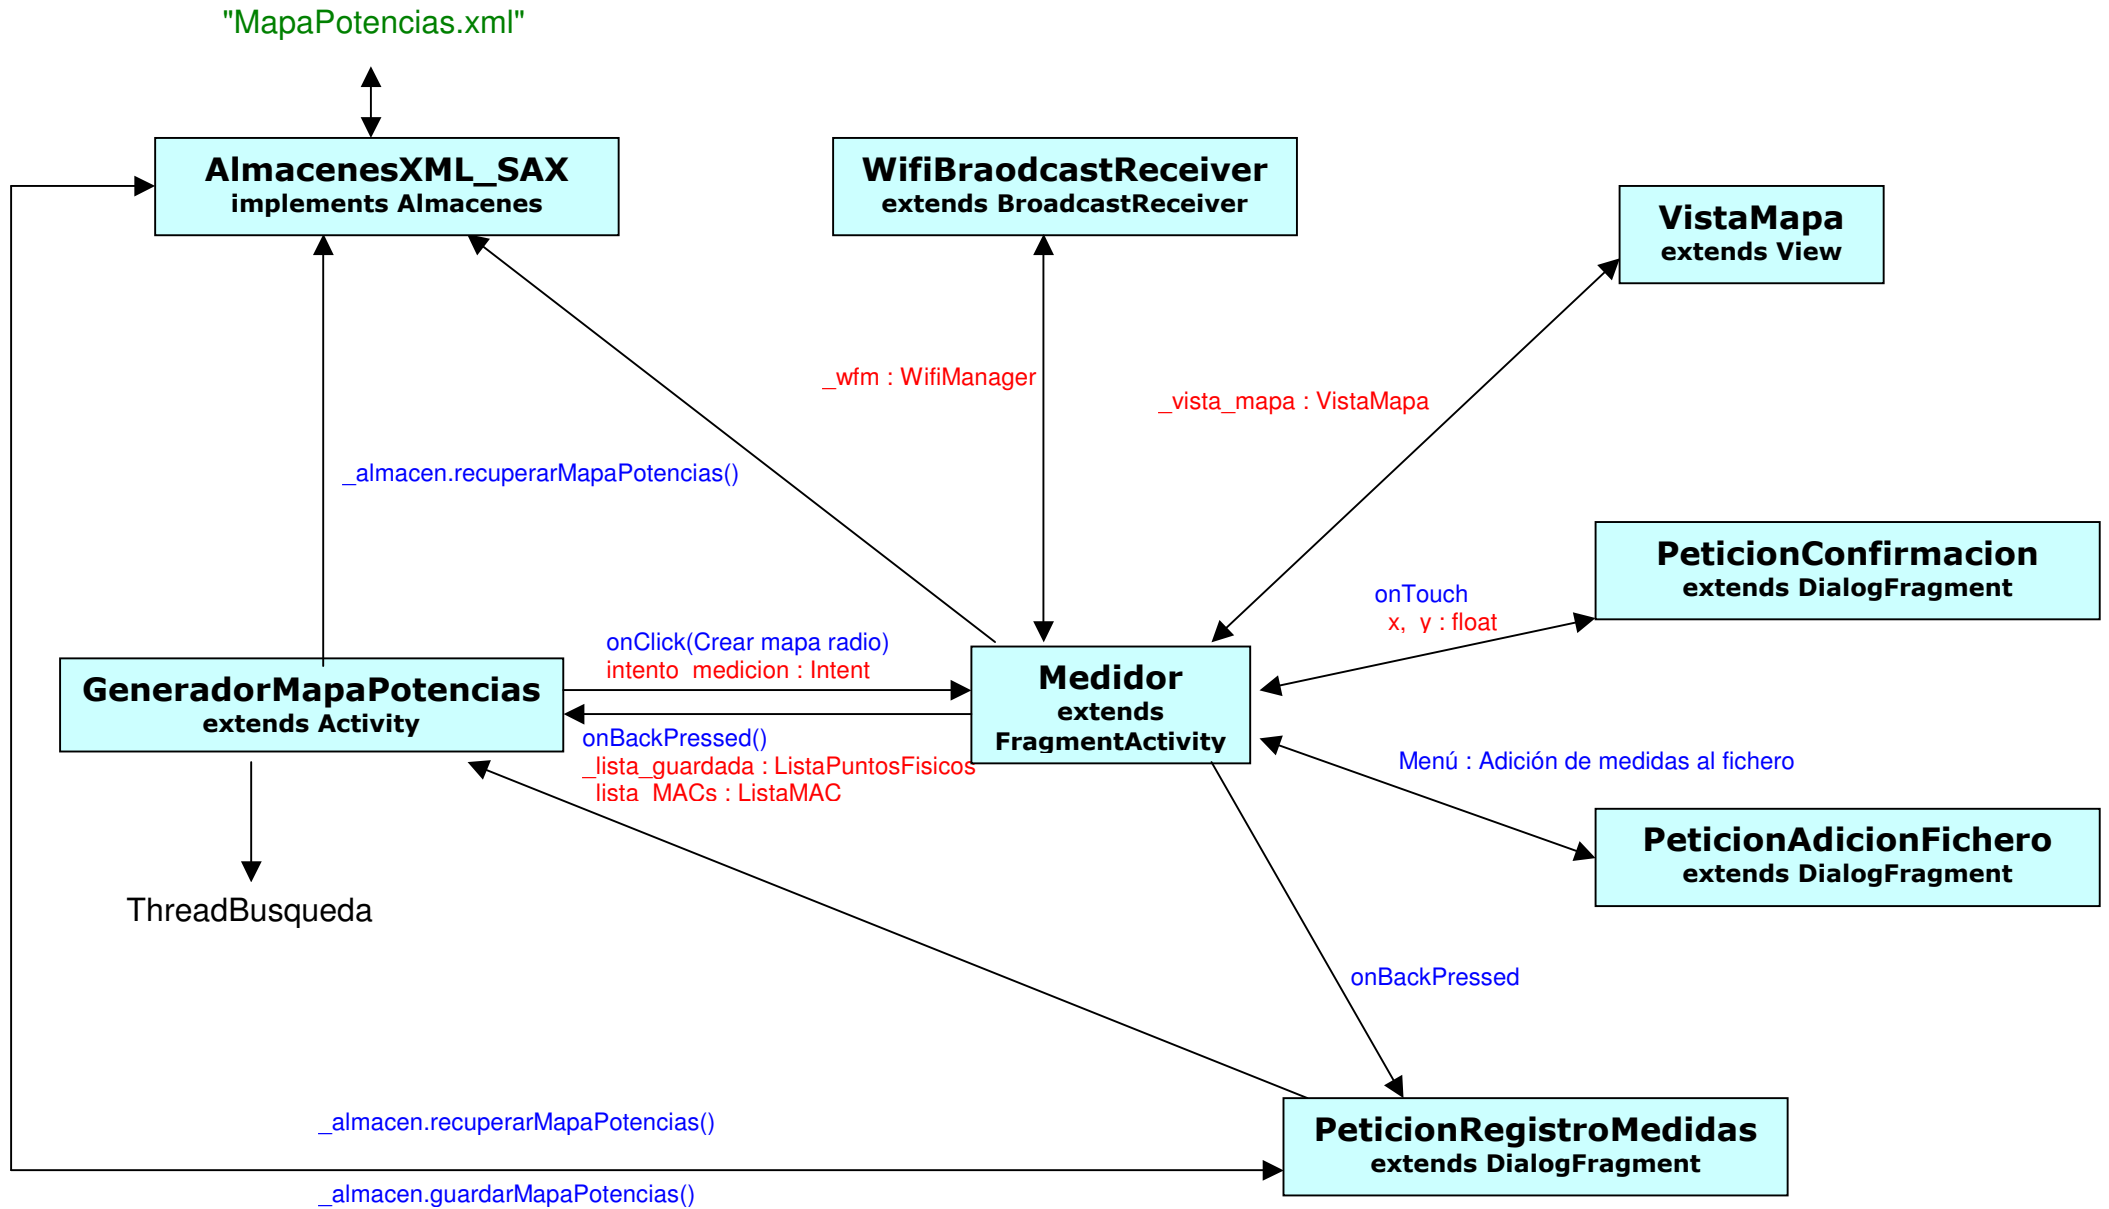 "MapaPotencias.xml"
AlmacenesXML_SAX
implements Almacenes
WifiBraodcastReceiver
extends BroadcastReceiver
VistaMapa
extends View
_wfm : WifiManager
_vista_mapa : VistaMapa
_almacen.recuperarMapaPotencias()
PeticionConfirmacion
extends DialogFragment
onTouch
x, y : float
onClick(Crear mapa radio)
intento medicion : Intent
GeneradorMapaPotencias
extends Activity
Medidor
extends
FragmentActivity
onBackPressed()
_lista_guardada : ListaPuntosFisicos
lista MACs : ListaMAC
Menú : Adición de medidas al fichero
PeticionAdicionFichero
extends DialogFragment
ThreadBusqueda
onBackPressed
_almacen.recuperarMapaPotencias()
PeticionRegistroMedidas
extends DialogFragment
_almacen.guardarMapaPotencias()